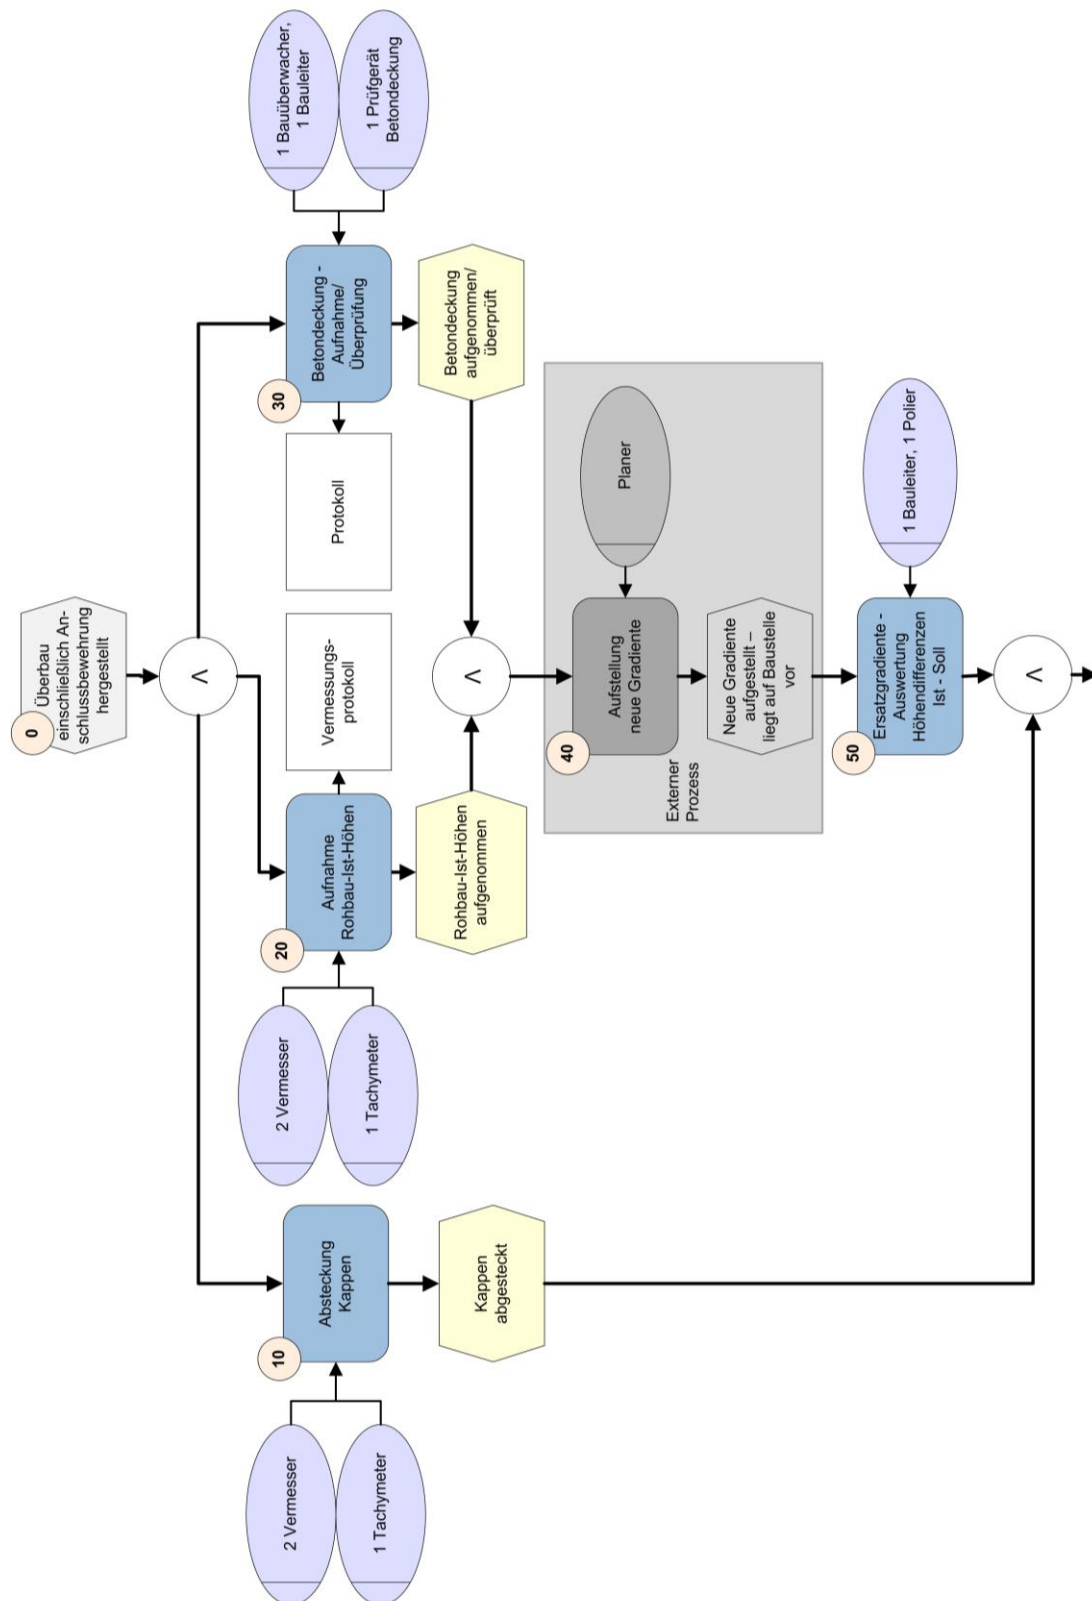 0
Überbau
einschließlich An-
schlussbewehrung
hergestellt
V
10
Absteckung
Kappen
2 Vermesser
1 Tachymeter
Kappen
abgesteckt
20
Aufnahme
Rohbau-Ist-Höhen
2 Vermesser
1 Tachymeter
Vermessungs-
protokoll
Rohbau-Ist-Höhen
aufgenommen
30
Betondeckung -
Aufnahme/
Überprüfung
1 Bauüberwacher,
1 Bauleiter
1 Prüfgerät
Betondeckung
Protokoll
Betondeckung
aufgenommen/
überprüft
V
40
Aufstellung
neue Gradiente
Planer
Externer
Prozess
Neue Gradiente
aufgestellt –
liegt auf Baustelle
vor
50
Ersatzgradiente -
Auswertung
Höhendifferenzen
Ist - Soll
1 Bauleiter, 1 Polier
V